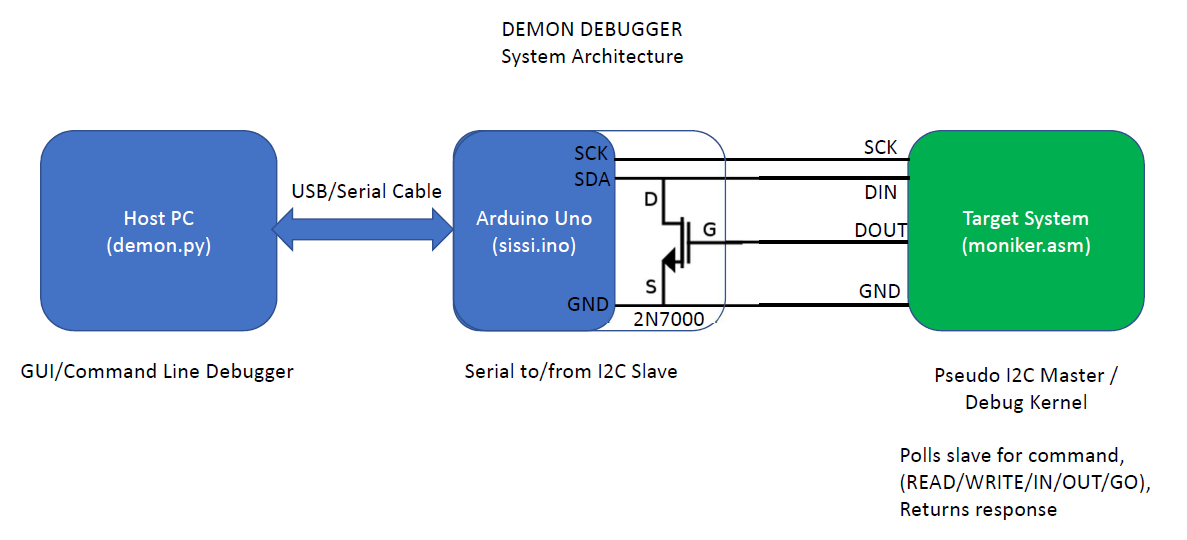 DEMON DEBUGGER
System Architecture
Host PC
(demon.py)
USB/Serial Cable
Arduino Uno
(sissi.ino)
SCK
SDA
GND
D
G
S
2N7000
SCK
DIN
DOUT
GND
Target System
(moniker.asm)
GUI/Command Line Debugger
Serial to/from I2C Slave
Pseudo I2C Master /
Debug Kernel
Polls slave for command,
(READ/WRITE/IN/OUT/GO),
Returns response